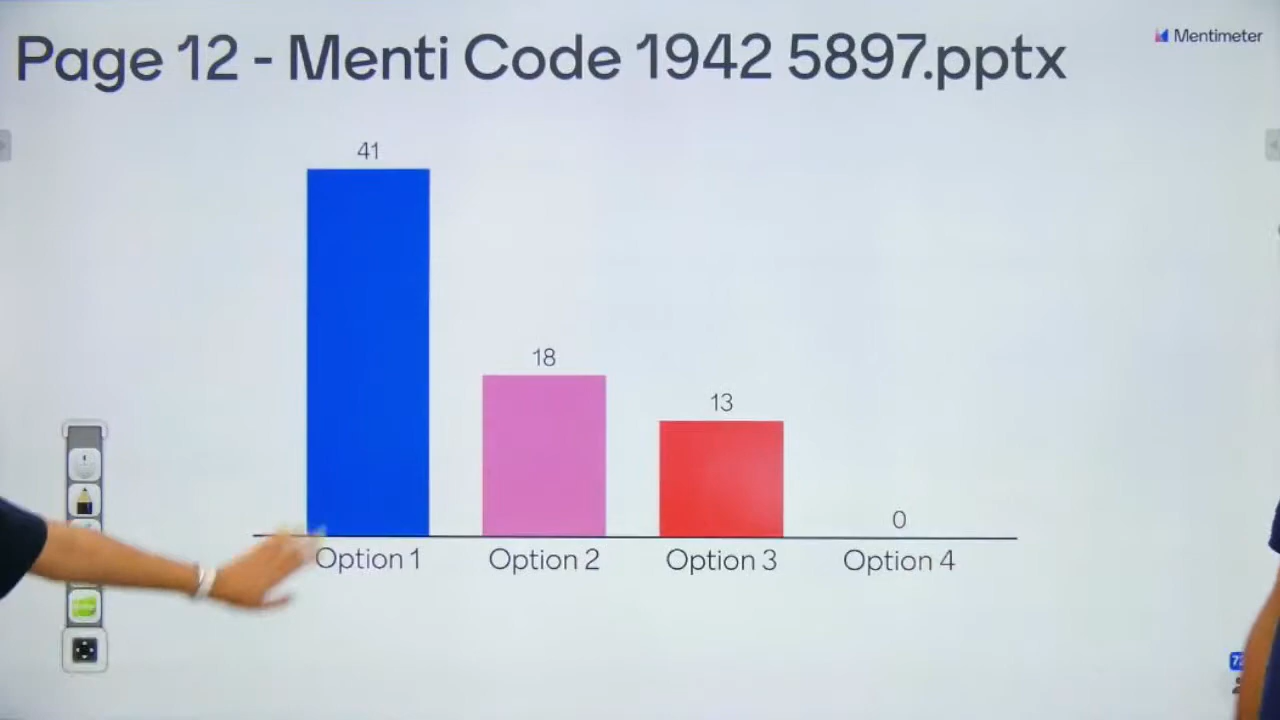 Page 12 - Menti Code 1942 5897.pptx
Mentimeter
41
18
13
0
Option 1
Option 2
Option 3
Option 4